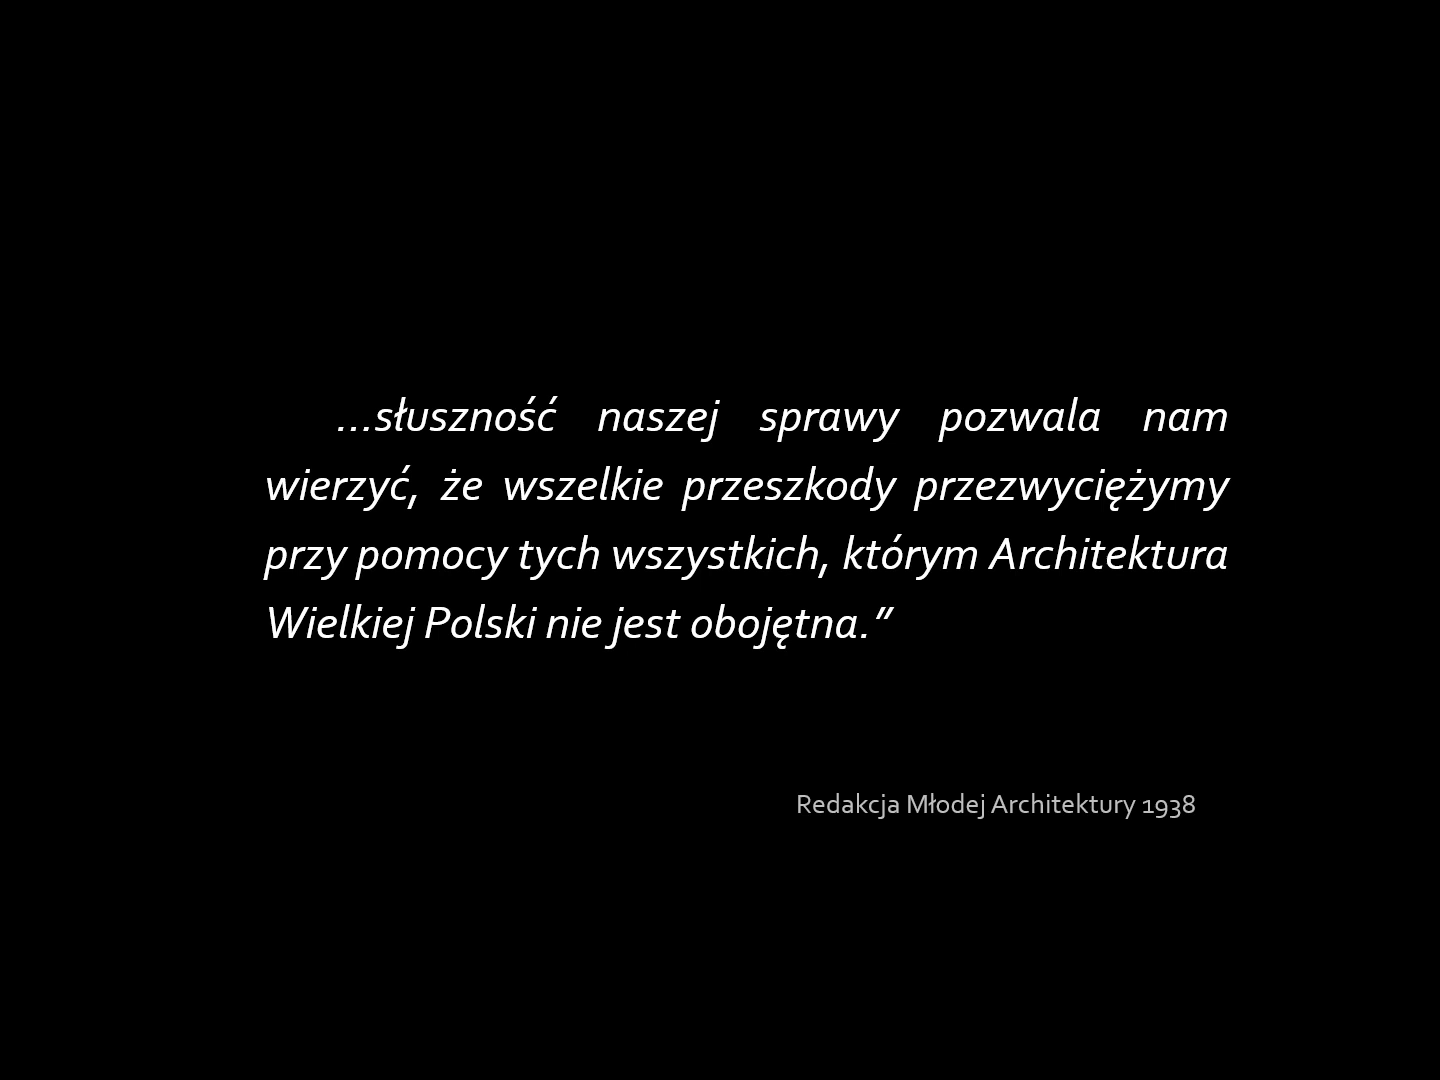 ...słuszność naszej sprawy pozwala nam
wierzyć, że wszelkie przeszkody przezwyciężymy
przy pomocy tych wszystkich, którym Architektura
Wielkiej Polski nie jest obojętna.”
Redakcja Młodej Architektury 1938